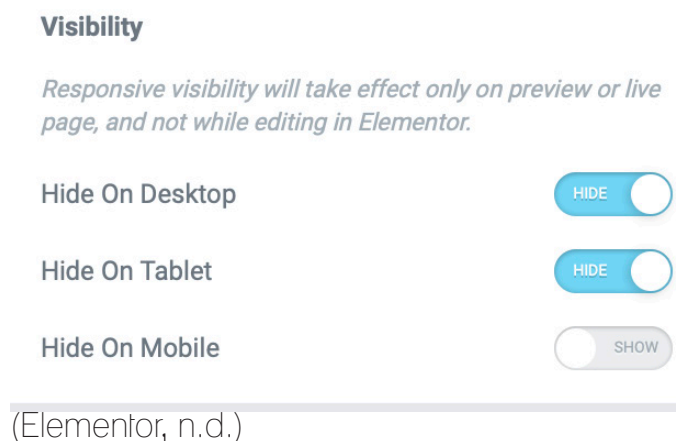 Visibility
Responsive visibility will take effect only on preview or live
page, and not while editing in Elementor.
Hide On Desktop HIDE
Hide On Tablet HIDE
Hide On Mobile SHOW
(Elementor, n.d.)